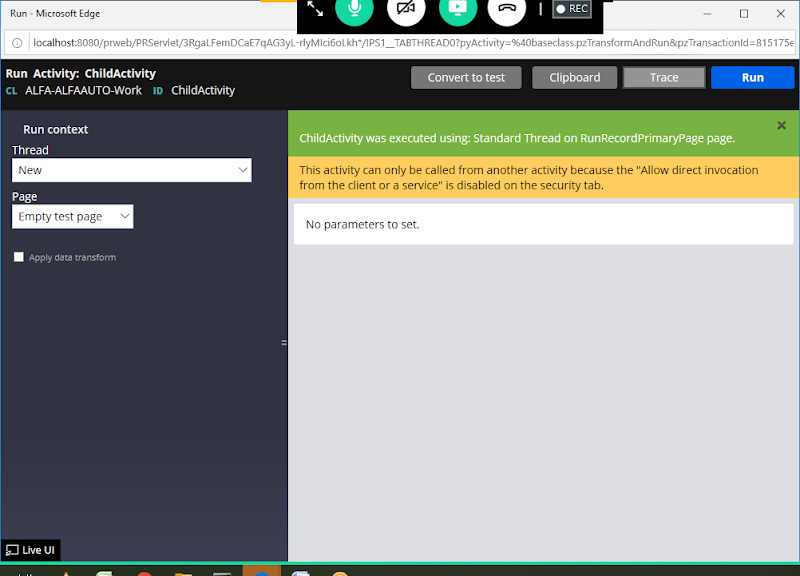 Run - Microsoft Edge
REC
localhost:8080/prweb/PRServlet/3RgaLFemDCaE7qAG3yL-rlyMIci6oLkh*/!PS1__TABTHREAD0?pyActivity=%40baseclass.pzTransformAndRun&pzTransactionId=815175e
Run Activity: ChildActivity
CL ALFA-ALFAAUTO-Work ID ChildActivity
Convert to test
Clipboard
Trace
Run
Run context
Thread
New
Page
Empty test page
Apply data transform
ChildActivity was executed using: Standard Thread on RunRecordPrimaryPage page.
This activity can only be called from another activity because the "Allow direct invocation
from the client or a service" is disabled on the security tab.
No parameters to set.
Live UI